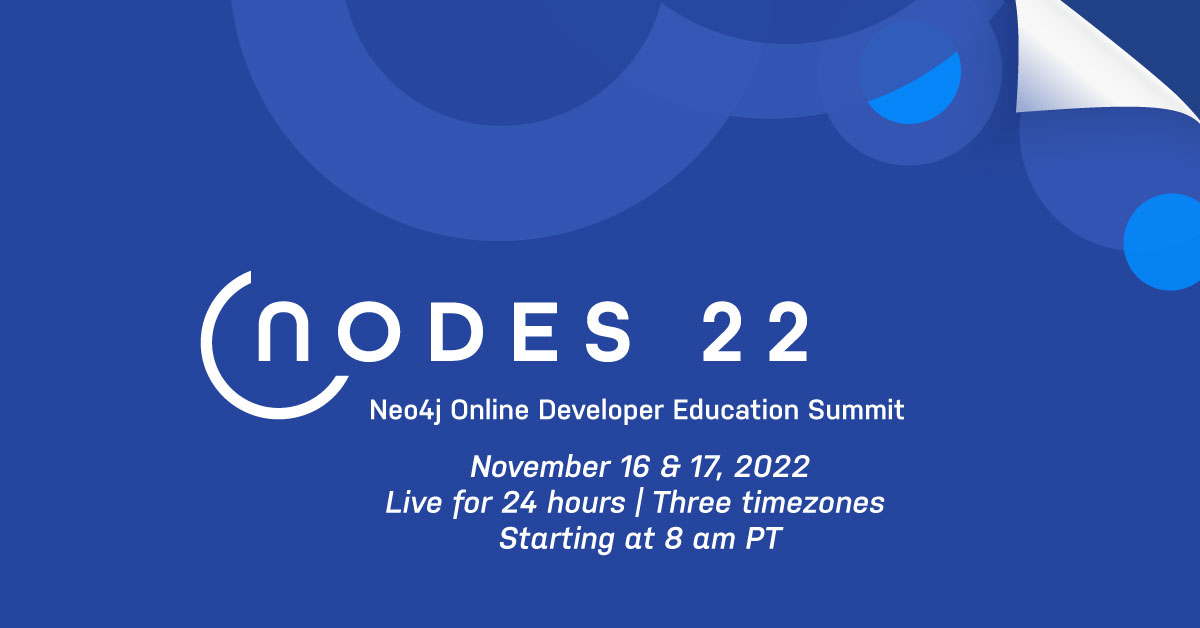 NODES 22
Neo4j Online Developer Education Summit
November 16 & 17, 2022
Live for 24 hours | Three timezones
Starting at 8 am PT